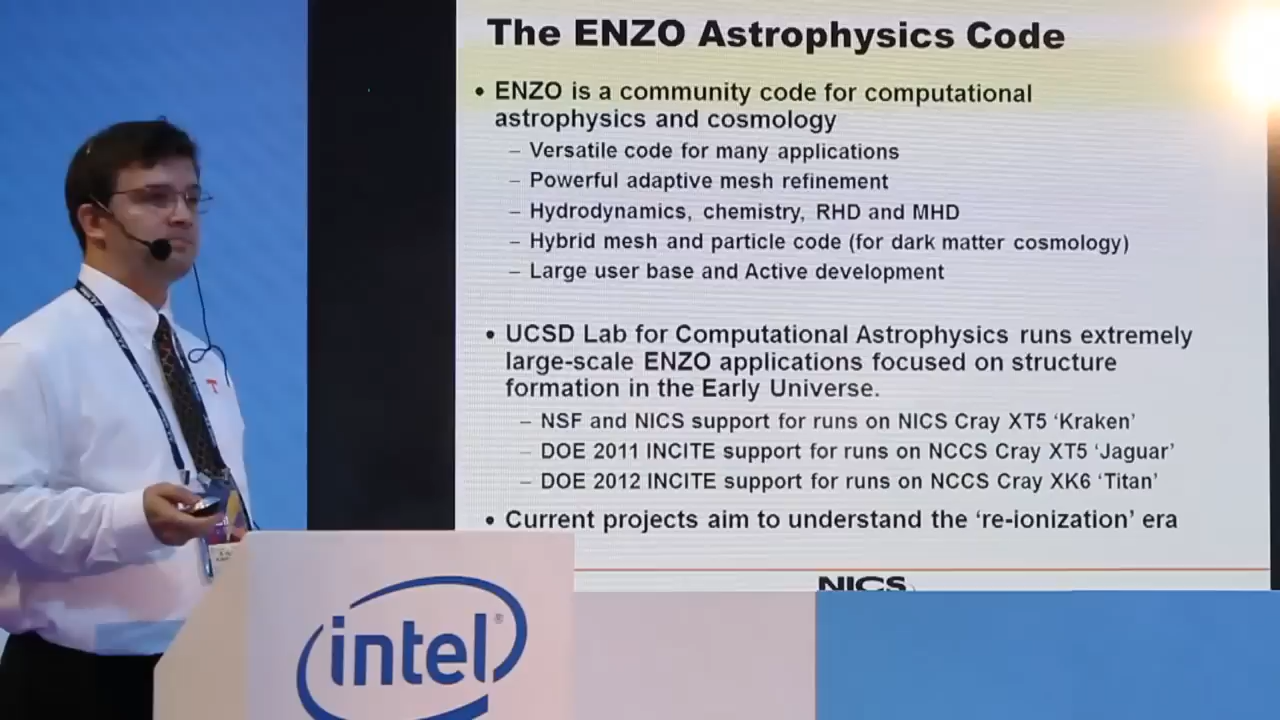 The ENZO Astrophysics Code
• ENZO is a community code for computational
astrophysics and cosmology
– Versatile code for many applications
– Powerful adaptive mesh refinement
– Hydrodynamics, chemistry, RHD and MHD
– Hybrid mesh and particle code (for dark matter cosmology)
– Large user base and Active development
• UCSD Lab for Computational Astrophysics runs extremely
large-scale ENZO applications focused on structure
formation in the Early Universe.
– NSF and NICS support for runs on NICS Cray XT5 ‘Kraken’
– DOE 2011 INCITE support for runs on NCCS Cray XT5 ‘Jaguar’
– DOE 2012 INCITE support for runs on NCCS Cray XK6 ‘Titan’
• Current projects aim to understand the ‘re-ionization’ era
NICS
T
intel®